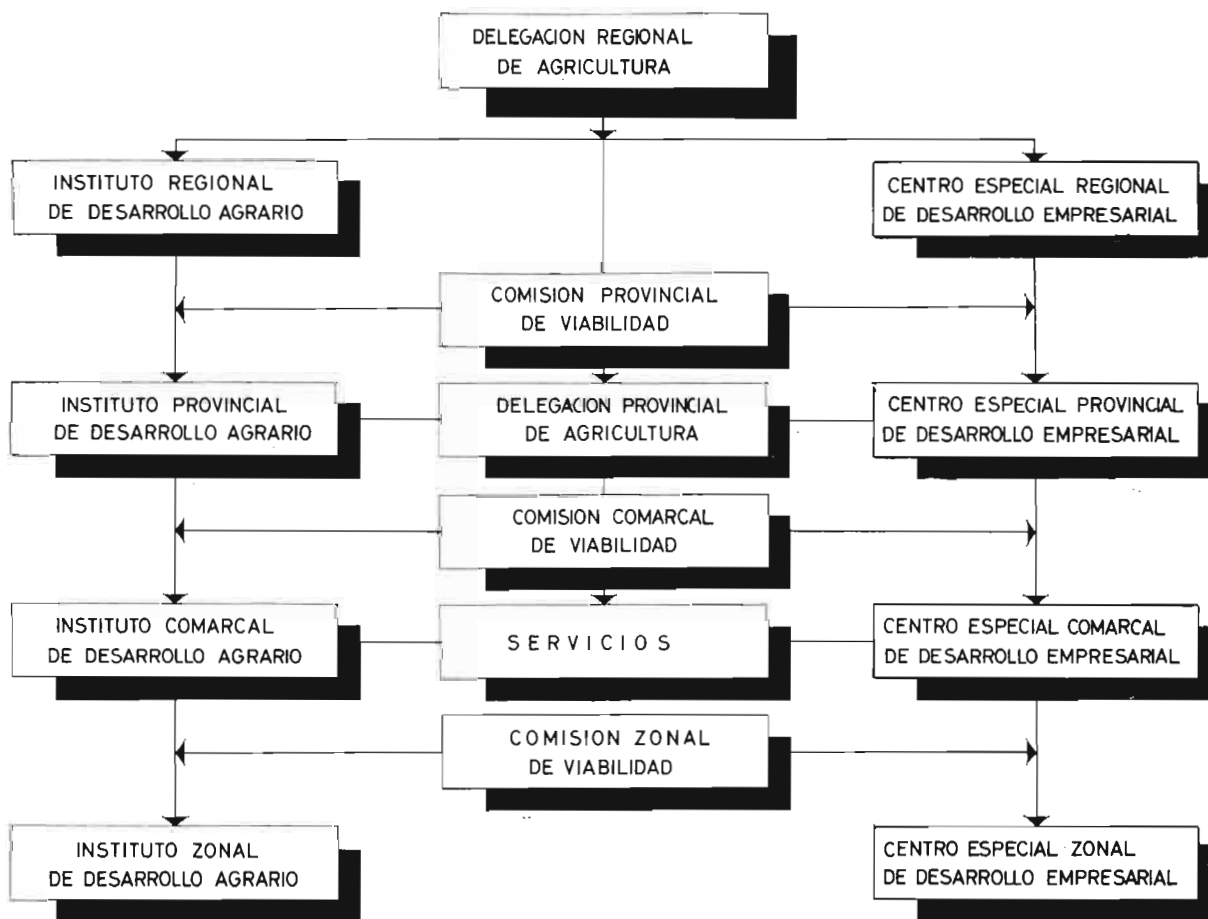 DELEGACION REGIONAL
DE AGRICULTURA
INSTITUTO REGIONAL
DE DESARROLLO AGRARIO
CENTRO ESPECIAL REGIONAL
DE DESARROLLO EMPRESARIAL
COMISION PROVINCIAL
DE VIABILIDAD
INSTITUTO PROVINCIAL
DE DESARROLLO AGRARIO
DELEGACION PROVINCIAL
DE AGRICULTURA
CENTRO ESPECIAL PROVINCIAL
DE DESARROLLO EMPRESARIAL
COMISION COMARCAL
DE VIABILIDAD
INSTITUTO COMARCAL
DE DESARROLLO AGRARIO
SERVICIOS
CENTRO ESPECIAL COMARCAL
DE DESARROLLO EMPRESARIAL
COMISION ZONAL
DE VIABILIDAD
INSTITUTO ZONAL
DE DESARROLLO AGRARIO
CENTRO ESPECIAL ZONAL
DE DESARROLLO EMPRESARIAL